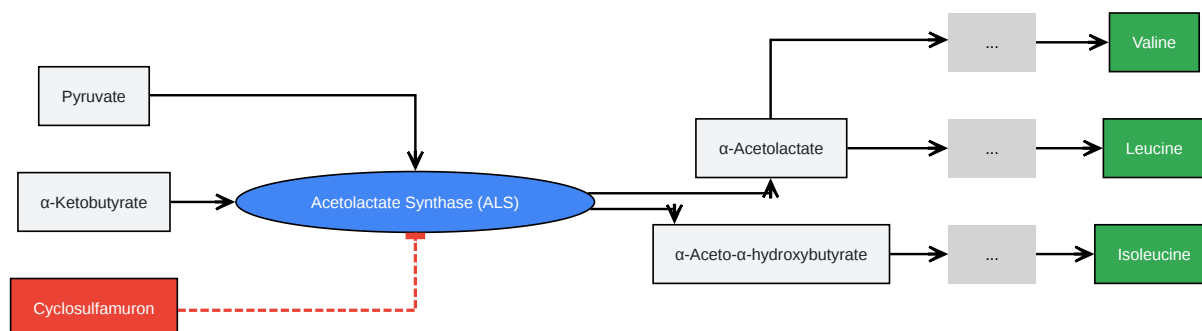 Valine
...
Pyruvate
α-Acetolactate
...
Leucine
α-Ketobutyrate
Acetolactate Synthase (ALS)
α-Aceto-α-hydroxybutyrate
...
Isoleucine
Cyclosulfamuron